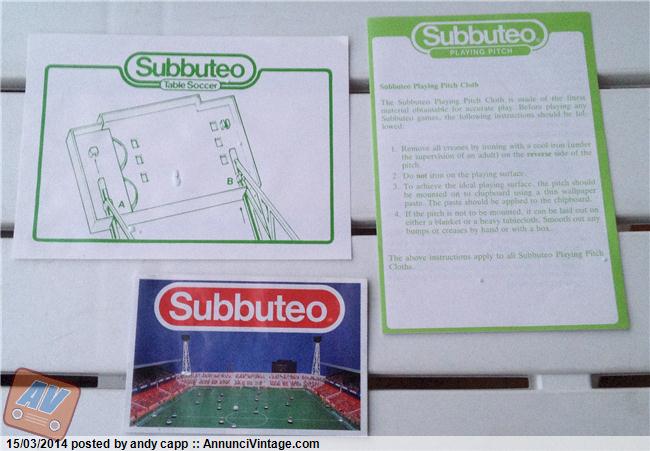 Subbuteo
Table Soccer
A
B
Subbuteo
PLAYING PITCH
Subbuteo Playing Pitch Cloth
The Subbuteo Playing Pitch Cloth is made of the finest
material obtainable for accurate play. Before playing any
Subbuteo games, the following instructions should be fol-
lowed:
1. Remove all creases by ironing with a cool iron (under
the supervision of an adult) on the reverse side of the
pitch.
2. Do not iron on the playing surface.
3. To achieve the ideal playing surface, the pitch should
be mounted on to chipboard using a thin wallpaper
paste. The paste should be applied to the chipboard.
4. If the pitch is not to be mounted, it can be laid out on
either a blanket or a heavy tablecloth. Smooth out any
bumps or creases by hand or with a box.
The above instructions apply to all Subbuteo Playing Pitch
Cloths.
Subbuteo
AV
15/03/2014 posted by andy capp :: AnnunciVintage.com